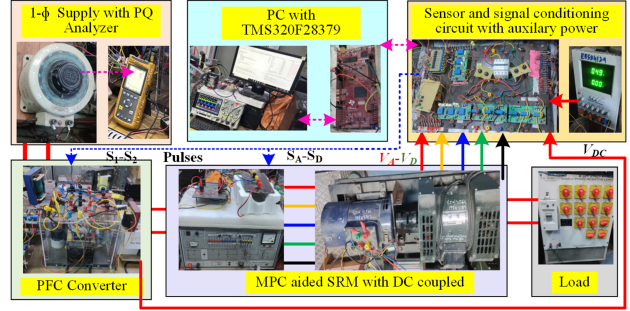 1-ϕ Supply with PQ
Analyzer
PC with
TMS320F28379
Sensor and signal conditioning
circuit with auxilary power
S1-S2
Pulses
SA-SD
VA-VD
VDC
PFC Converter
MPC aided SRM with DC coupled
Load